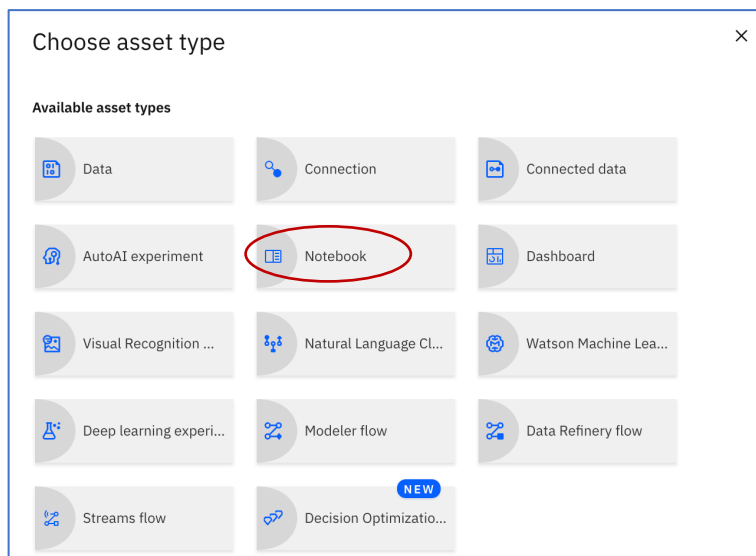 Choose asset type
Available asset types
Data
Connection
Connected data
AutoAI experiment
Notebook
Dashboard
Visual Recognition ...
Natural Language Cl...
Watson Machine Lea...
Deep learning experi...
Modeler flow
Data Refinery flow
NEW
Streams flow
Decision Optimizatio...